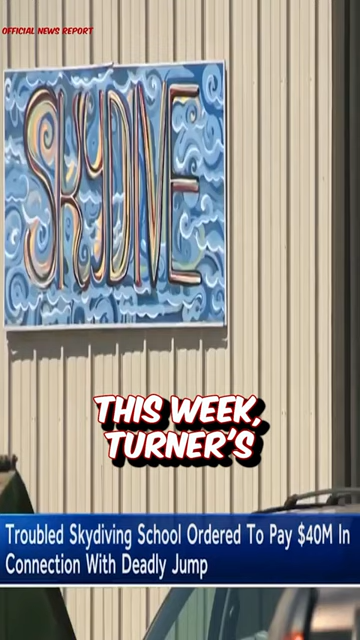 OFFICIAL NEWS REPORT
SKYDIVE
THIS WEEK,
TURNER'S
Troubled Skydiving School Ordered To Pay $40M In
Connection With Deadly Jump